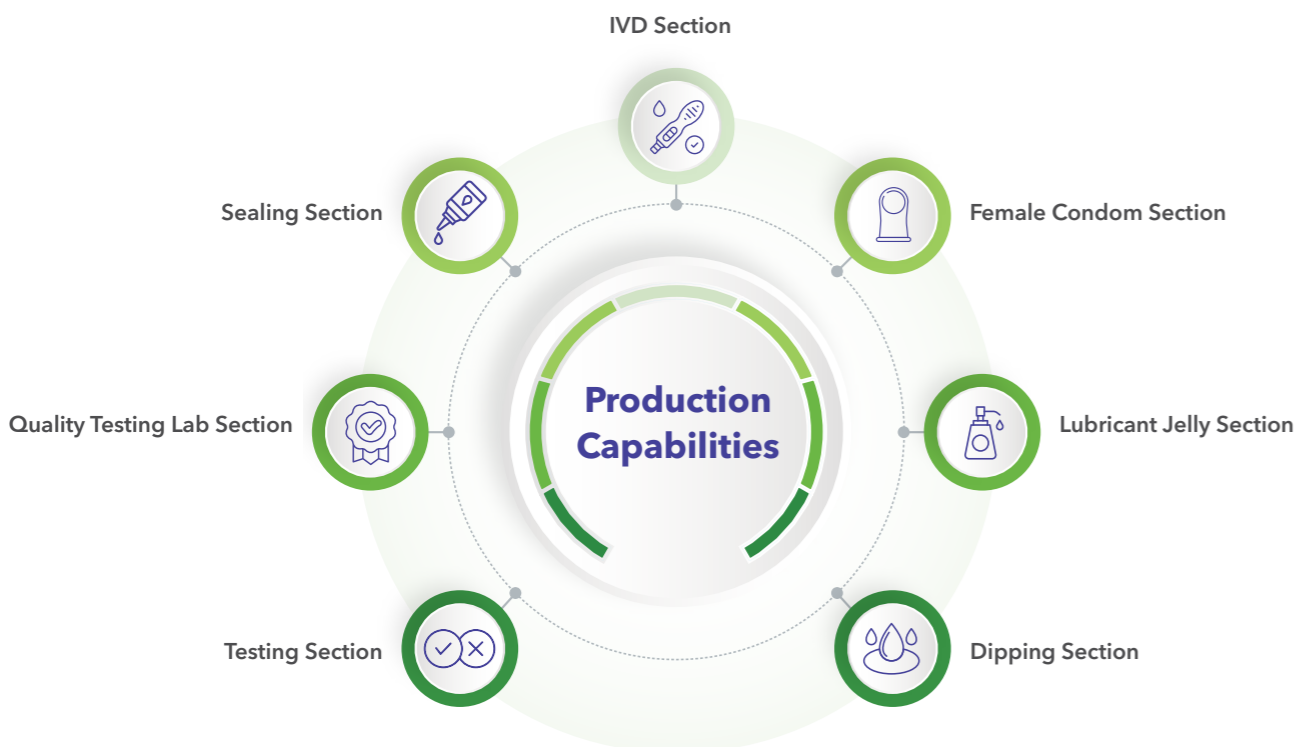 IVD Section
Sealing Section
Female Condom Section
Production
Capabilities
Quality Testing Lab Section
Lubricant Jelly Section
Testing Section
Dipping Section